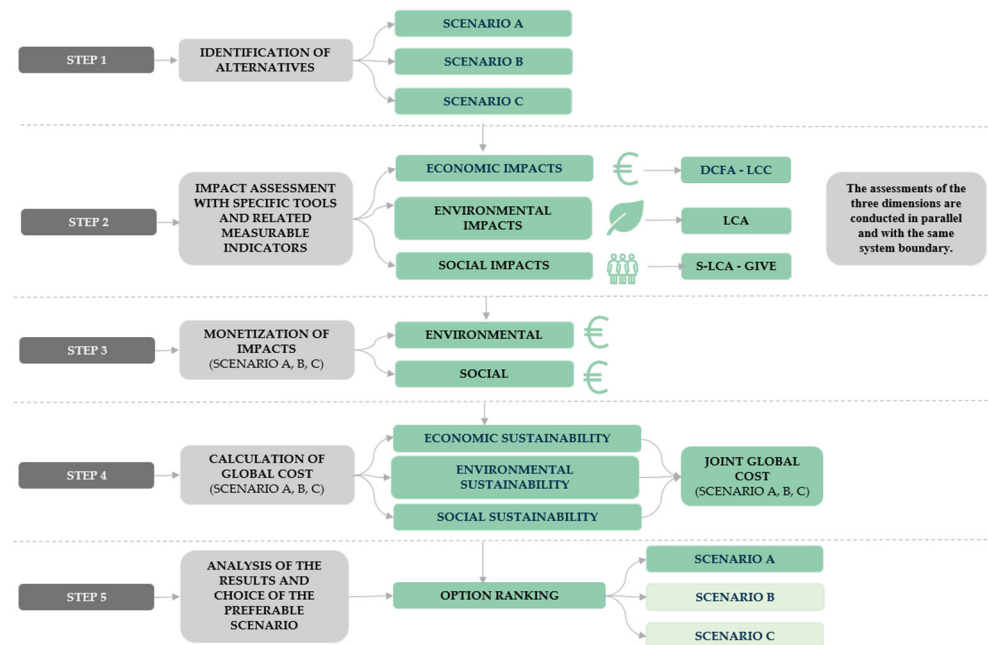 STEP 1
IDENTIFICATION OF
ALTERNATIVES
SCENARIO A
SCENARIO B
SCENARIO C
STEP 2
IMPACT ASSESSMENT
WITH SPECIFIC TOOLS
AND RELATED
MEASURABLE
INDICATORS
ECONOMIC IMPACTS
€
DCFA - LCC
ENVIRONMENTAL
IMPACTS
LCA
SOCIAL IMPACTS
S-LCA - GIVE
The assessments of the
three dimensions are
conducted in parallel
and with the same
system boundary.
STEP 3
MONETIZATION OF
IMPACTS
(SCENARIO A, B, C)
ENVIRONMENTAL
€
SOCIAL
€
STEP 4
CALCULATION OF
GLOBAL COST
(SCENARIO A, B, C)
ECONOMIC SUSTAINABILITY
ENVIRONMENTAL
SUSTAINABILITY
SOCIAL SUSTAINABILITY
JOINT GLOBAL
COST
(SCENARIO A, B, C)
STEP 5
ANALYSIS OF THE
RESULTS AND
CHOICE OF THE
PREFERABLE
SCENARIO
OPTION RANKING
SCENARIO A
SCENARIO B
SCENARIO C